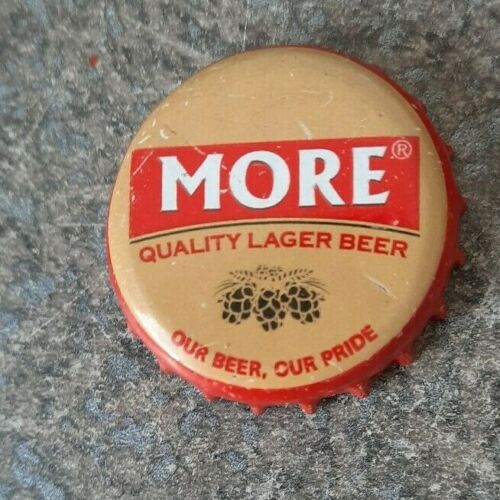 MORE®
QUALITY LAGER BEER
OUR BEER, OUR PRIDE